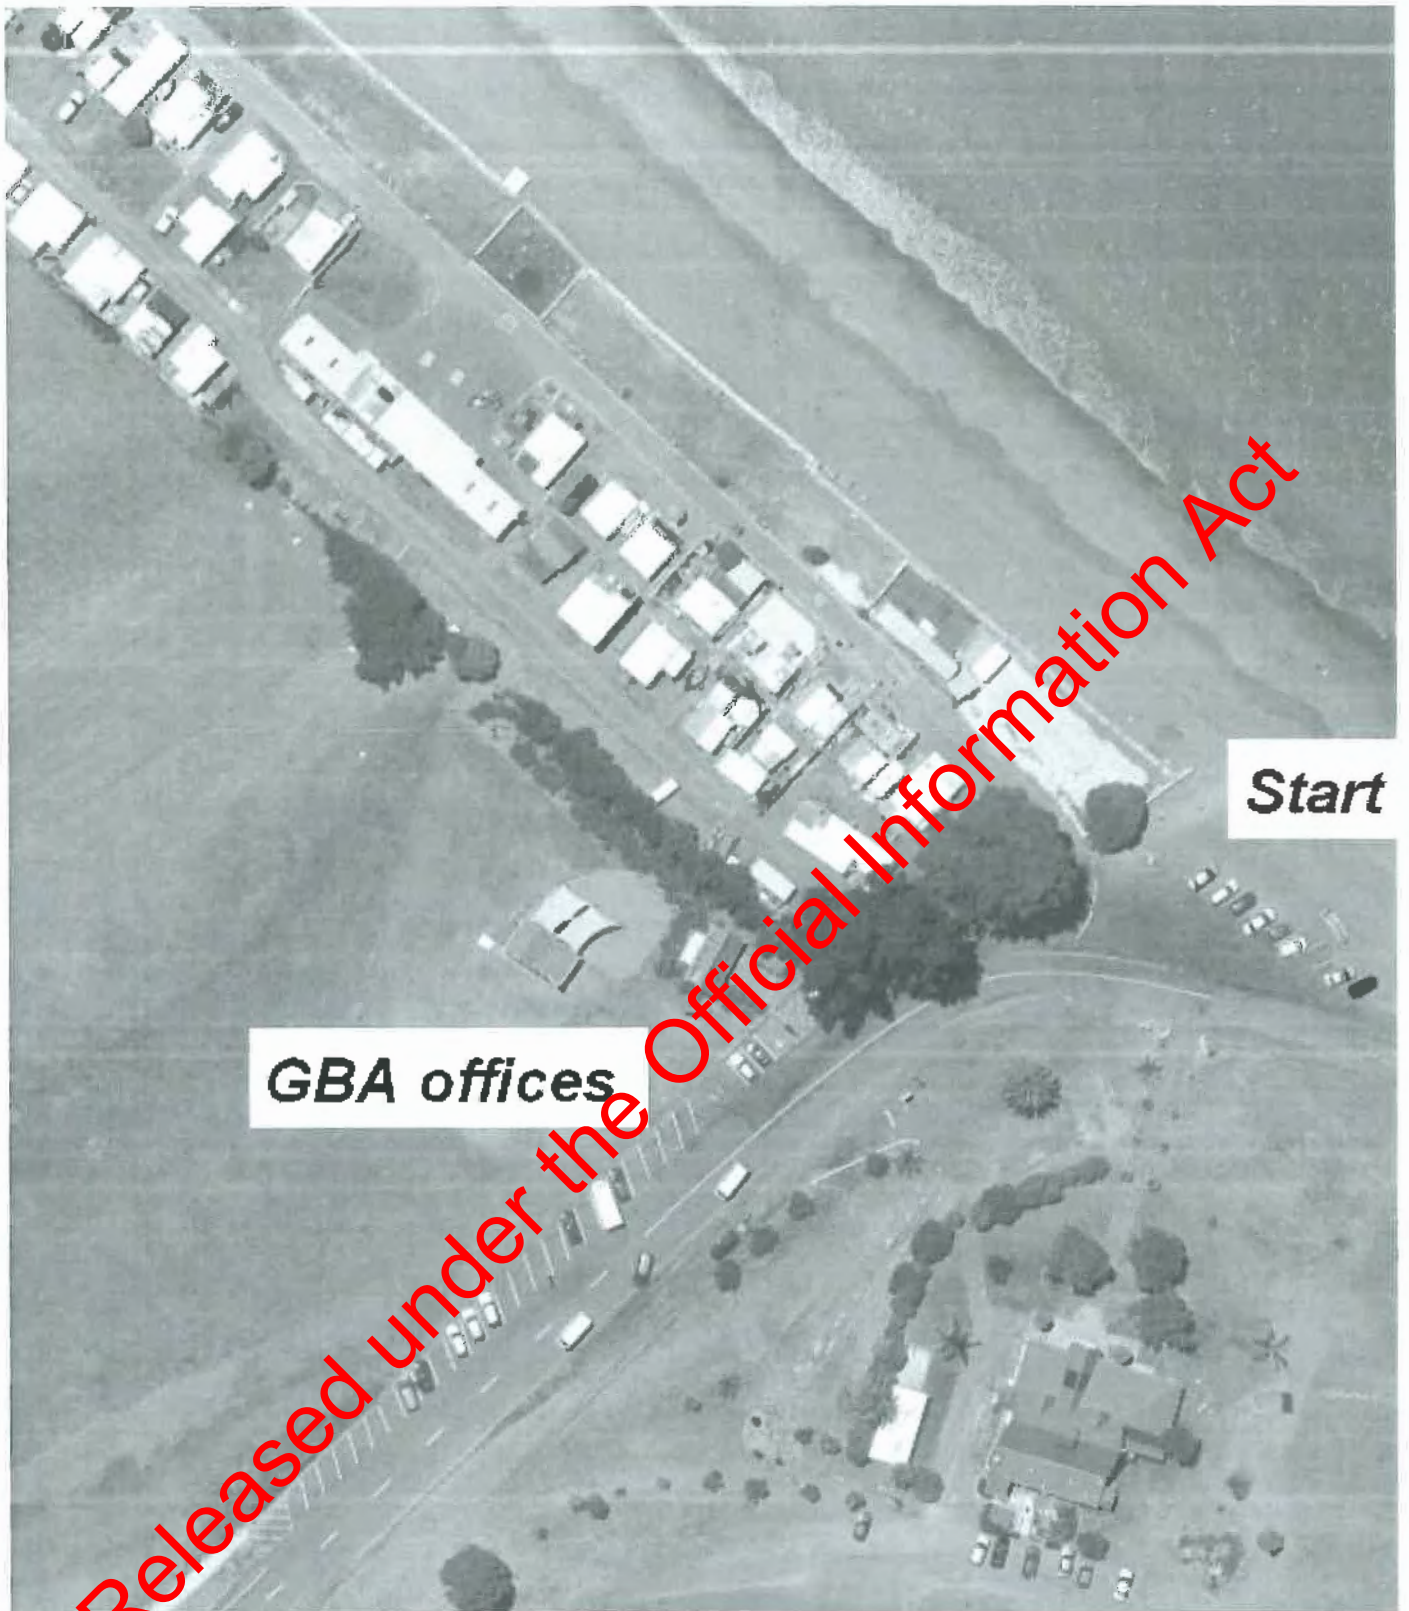 Start
GBA offices
Released under the Official Information Act